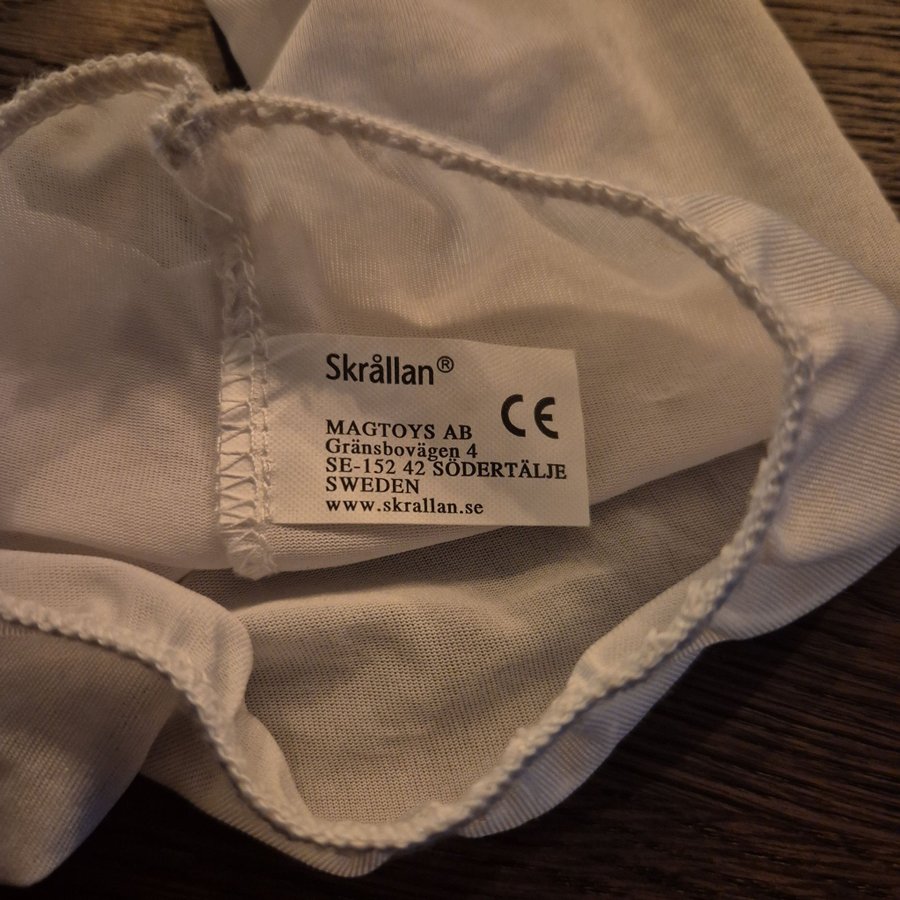 Skrållan®
CE
MAGTOYS AB
Gränsbovägen 4
SE-152 42 SÖDERTÄLJE
SWEDEN
www.skrallan.se